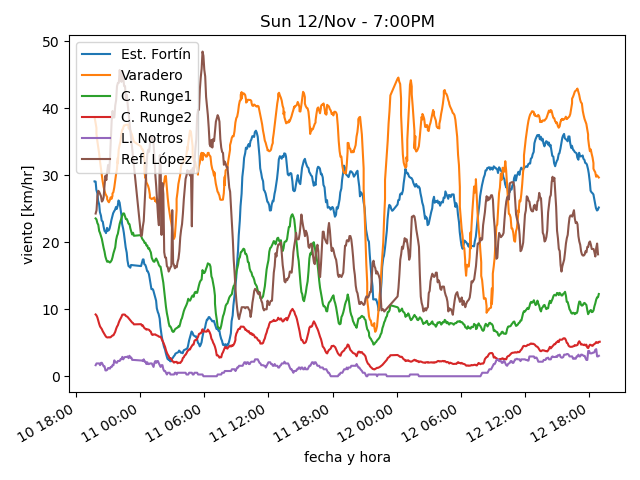 Sun 12/Nov - 7:00PM
50
40
30
20
10
0
viento [km/hr]
Est. Fortín
Varadero
C. Runge1
C. Runge2
L. Notros
Ref. López
10 18:00
11 00:00
11 06:00
11 12:00
11 18:00
12 00:00
12 06:00
12 12:00
12 18:00
fecha y hora